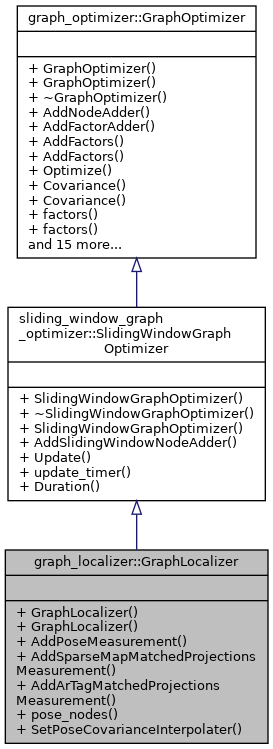 graph_optimizer::GraphOptimizer
+ GraphOptimizer()
+ GraphOptimizer()
+ ~GraphOptimizer()
+ AddNodeAdder()
+ AddFactorAdder()
+ AddFactors()
+ AddFactors()
+ Optimize()
+ Covariance()
+ Covariance()
+ factors()
+ factors()
and 15 more...
sliding_window_graph
_optimizer::SlidingWindowGraph
Optimizer
+ SlidingWindowGraphOptimizer()
+ ~SlidingWindowGraphOptimizer()
+ SlidingWindowGraphOptimizer()
+ AddSlidingWindowNodeAdder()
+ Update()
+ update_timer()
+ Duration()
graph_localizer::GraphLocalizer
+ GraphLocalizer()
+ GraphLocalizer()
+ AddPoseMeasurement()
+ AddSparseMapMatchedProjections
Measurement()
+ AddArTagMatchedProjections
Measurement()
+ pose_nodes()
+ SetPoseCovarianceInterpolater()